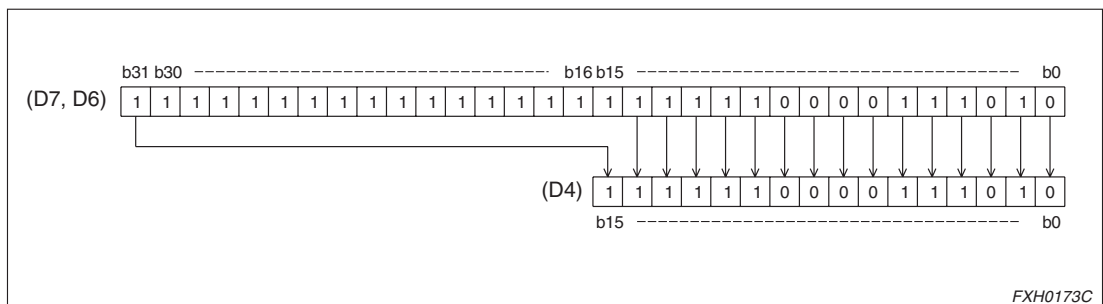 b31 b30 b16 b15 b0
(D7, D6) 1 1 1 1 1 1 1 1 1 1 1 1 1 1 1 1 1 1 1 1 1 1 0 0 0 0 1 1 1 0 1 0
(D4) 1 1 1 1 1 1 0 0 0 0 1 1 1 0 1 0
b15 b0
FXH0173C